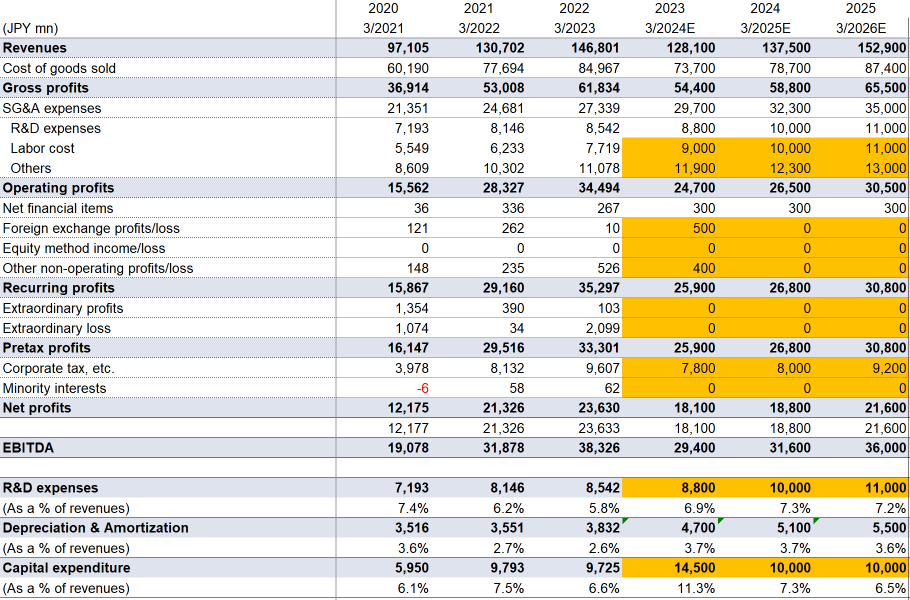 2020 2021 2022 2023 2024 2025
(JPY mn) 3/2021 3/2022 3/2023 3/2024E 3/2025E 3/2026E
Revenues 97,105 130,702 146,801 128,100 137,500 152,900
Cost of goods sold 60,190 77,694 84,967 73,700 78,700 87,400
Gross profits 36,914 53,008 61,834 54,400 58,800 65,500
SG&A expenses 21,351 24,681 27,339 29,700 32,300 35,000
R&D expenses 7,193 8,146 8,542 8,800 10,000 11,000
Labor cost 5,549 6,233 7,719 9,000 10,000 11,000
Others 8,609 10,302 11,078 11,900 12,300 13,000
Operating profits 15,562 28,327 34,494 24,700 26,500 30,500
Net financial items 36 336 267 300 300 300
Foreign exchange profits/loss 121 262 10 500 0 0
Equity method income/loss 0 0 0 0 0 0
Other non-operating profits/loss 148 235 526 400 0 0
Recurring profits 15,867 29,160 35,297 25,900 26,800 30,800
Extraordinary profits 1,354 390 103 0 0 0
Extraordinary loss 1,074 34 2,099 0 0 0
Pretax profits 16,147 29,516 33,301 25,900 26,800 30,800
Corporate tax, etc. 3,978 8,132 9,607 7,800 8,000 9,200
Minority interests -6 58 62 0 0 0
Net profits 12,175 21,326 23,630 18,100 18,800 21,600
12,177 21,326 23,633 18,100 18,800 21,600
EBITDA 19,078 31,878 38,326 29,400 31,600 36,000
R&D expenses 7,193 8,146 8,542 8,800 10,000 11,000
(As a % of revenues) 7.4% 6.2% 5.8% 6.9% 7.3% 7.2%
Depreciation & Amortization 3,516 3,551 3,832 4,700 5,100 5,500
(As a % of revenues) 3.6% 2.7% 2.6% 3.7% 3.7% 3.6%
Capital expenditure 5,950 9,793 9,725 14,500 10,000 10,000
(As a % of revenues) 6.1% 7.5% 6.6% 11.3% 7.3% 6.5%